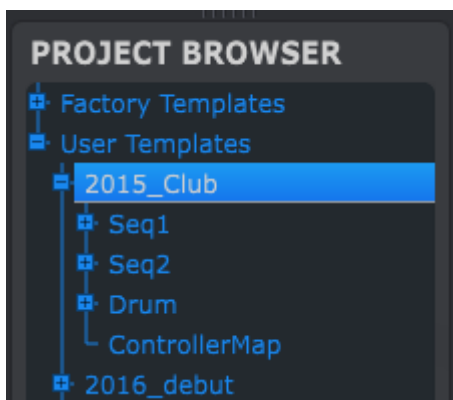 PROJECT BROWSER
Factory Templates
User Templates
2015_Club
Seq1
Seq2
Drum
ControllerMap
2016_debut